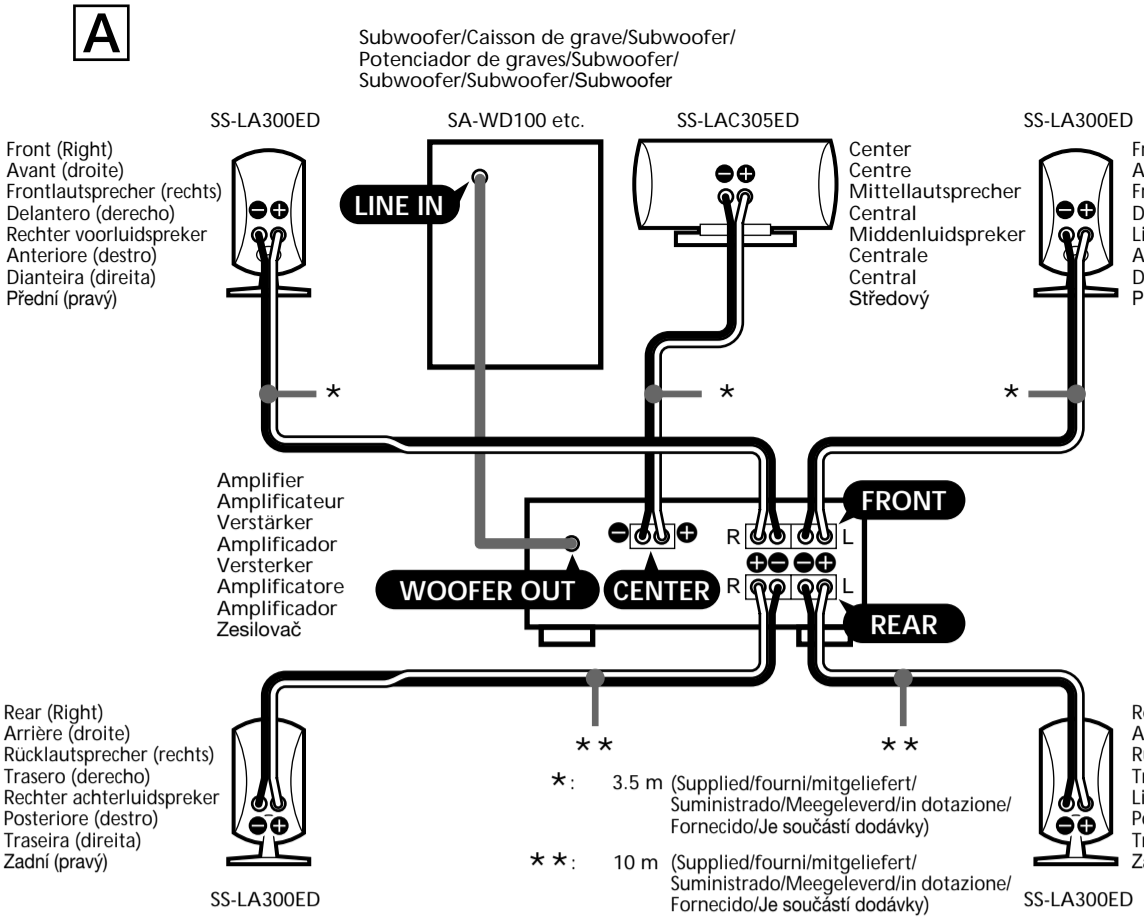 A
Subwoofer/Caisson de grave/Subwoofer/
Potenciador de graves/Subwoofer/
Subwoofer/Subwoofer/Subwoofer
SS-LA300ED
SA-WD100 etc.
SS-LAC305ED
SS-LA300ED
Front (Right)
Avant (droite)
Frontlautsprecher (rechts)
Delantero (derecho)
Rechter voorluidspreker
Anteriore (destro)
Dianteira (direita)
Přední (pravý)
LINE IN
Center
Centre
Mittellautsprecher
Central
Middenluidspreker
Centrale
Central
Středový
*
*
*
Amplifier
Amplificateur
Verstärker
Amplificador
Versterker
Amplificatore
Amplificador
Zesilovač
FRONT
R
L
WOOFER OUT
CENTER
R
L
REAR
Rear (Right)
Arrière (droite)
Rücklautsprecher (rechts)
Trasero (derecho)
Rechter achterluidspreker
Posteriore (destro)
Traseira (direita)
Zadní (pravý)
SS-LA300ED
**
**
*: 3.5 m (Supplied/fourni/mitgeliefert/
Suministrado/Meegeleverd/in dotazione/
Fornecido/Je součástí dodávky)
**: 10 m (Supplied/fourni/mitgeliefert/
Suministrado/Meegeleverd/in dotazione/
Fornecido/Je součástí dodávky)
SS-LA300ED